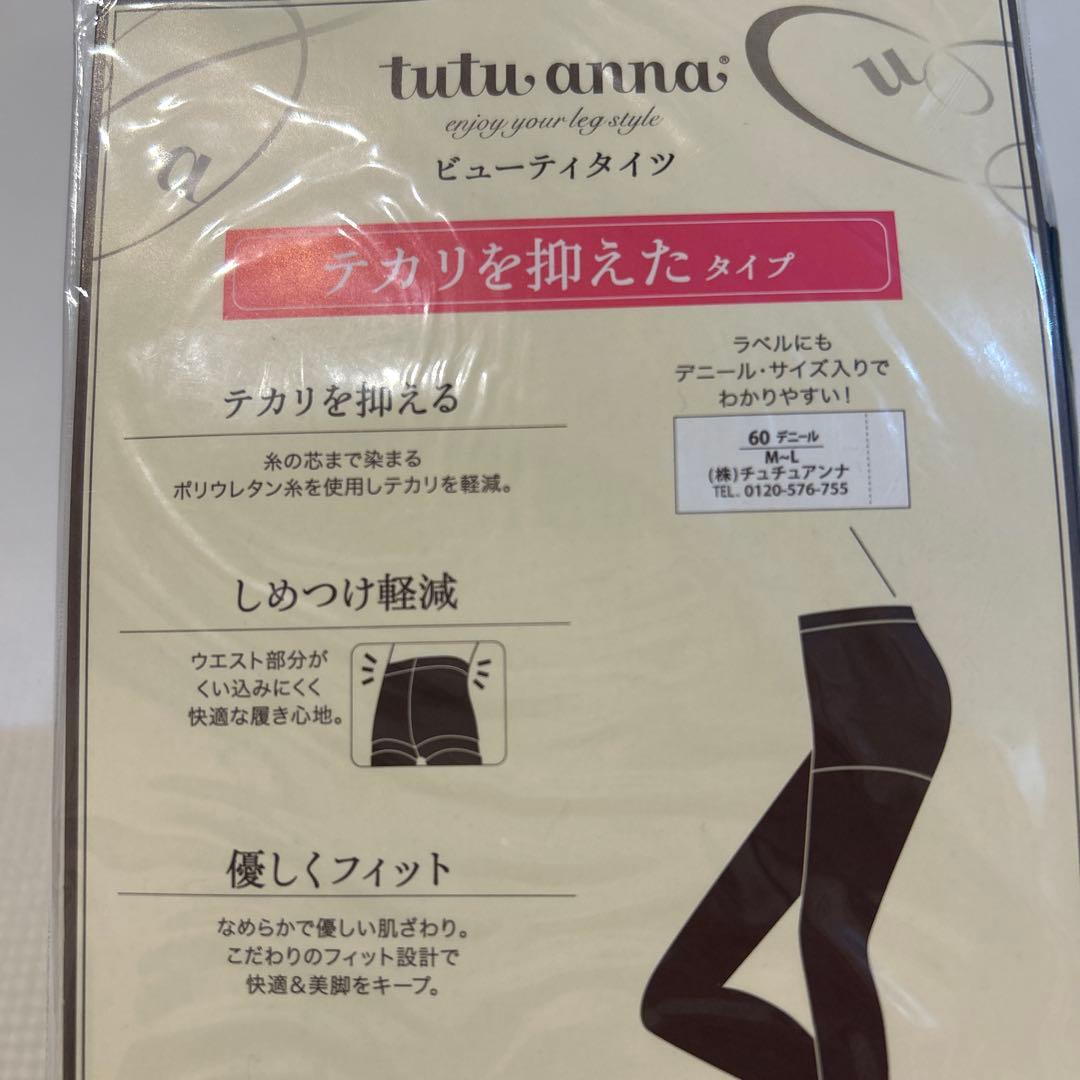 tutu anna®
enjoy your leg style
ビューティタイツ
テカリを抑えたタイプ
テカリを抑える
糸の芯まで染まる
ポリウレタン糸を使用しテカリを軽減。
ラベルにも
デニール・サイズ入りで
わかりやすい!
60 デニール
M~L
(株)チュチュアンナ
TEL. 0120-576-755
しめつけ軽減
ウエスト部分が
くい込みにくく
快適な履き心地。
優しくフィット
なめらかで優しい肌ざわり。
こだわりのフィット設計で
快適&美脚をキープ。
a
u